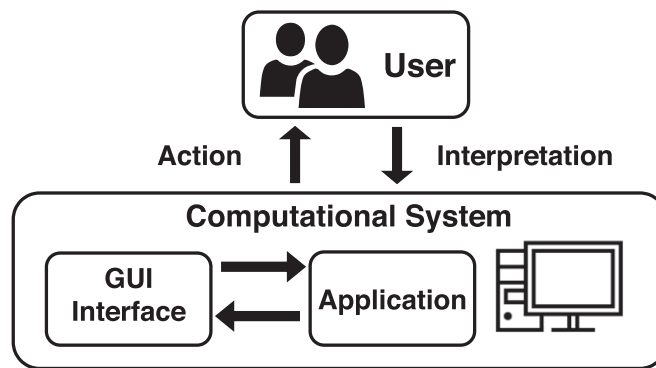 User
Action
Interpretation
Computational System
GUI
Interface
Application